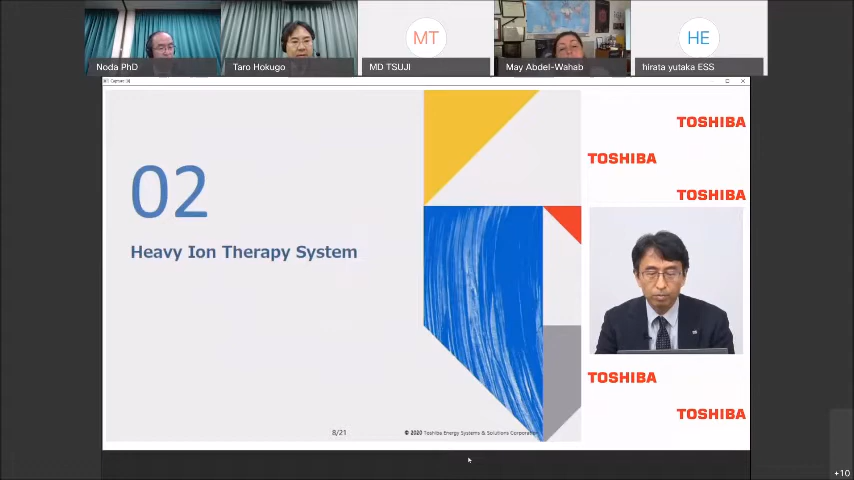 MT
HE
Noda PhD
Taro Hokugo
MD TSUJI
May Abdel-Wahab
hirata yutaka ESS
TOSHIBA
TOSHIBA
TOSHIBA
02
Heavy Ion Therapy System
TOSHIBA
TOSHIBA
8/21
© 2020 Toshiba Energy Systems & Solutions Corporation
+10